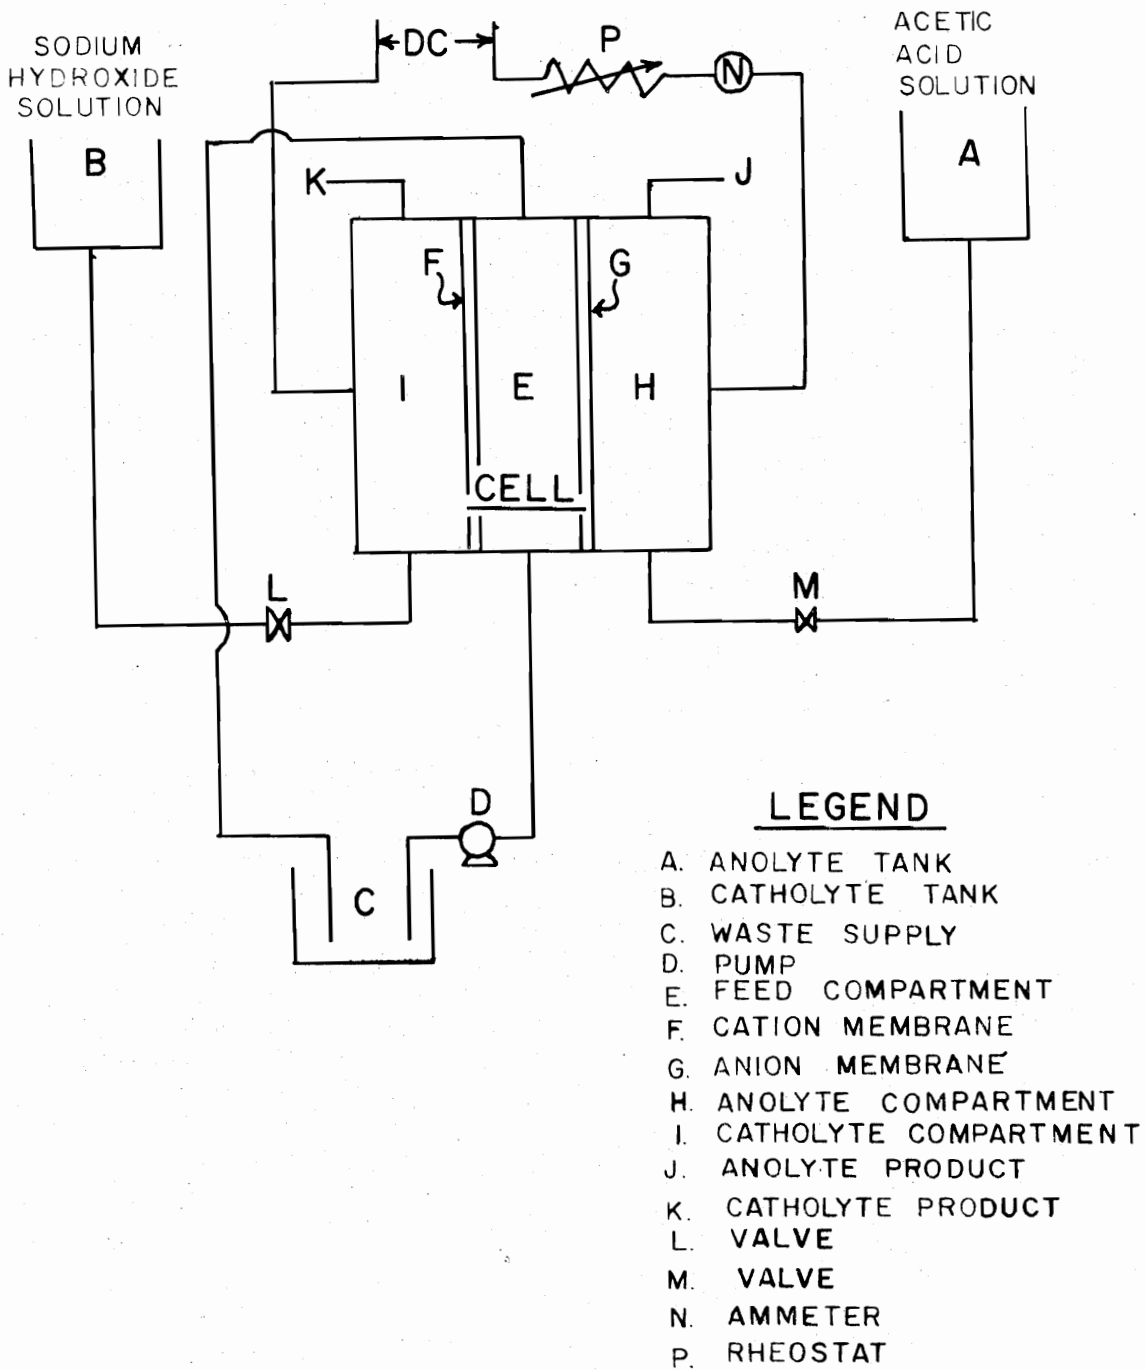 SODIUM
HYDROXIDE
SOLUTION
B
DC
P
N
ACETIC
ACID
SOLUTION
A
K
J
F
G
I
E
H
CELL
L
M
D
C
LEGEND
A. ANOLYTE TANK
B. CATHOLYTE TANK
C. WASTE SUPPLY
D. PUMP
E. FEED COMPARTMENT
F. CATION MEMBRANE
G. ANION MEMBRANE
H. ANOLYTE COMPARTMENT
I. CATHOLYTE COMPARTMENT
J. ANOLYTE PRODUCT
K. CATHOLYTE PRODUCT
L. VALVE
M. VALVE
N. AMMETER
P. RHEOSTAT